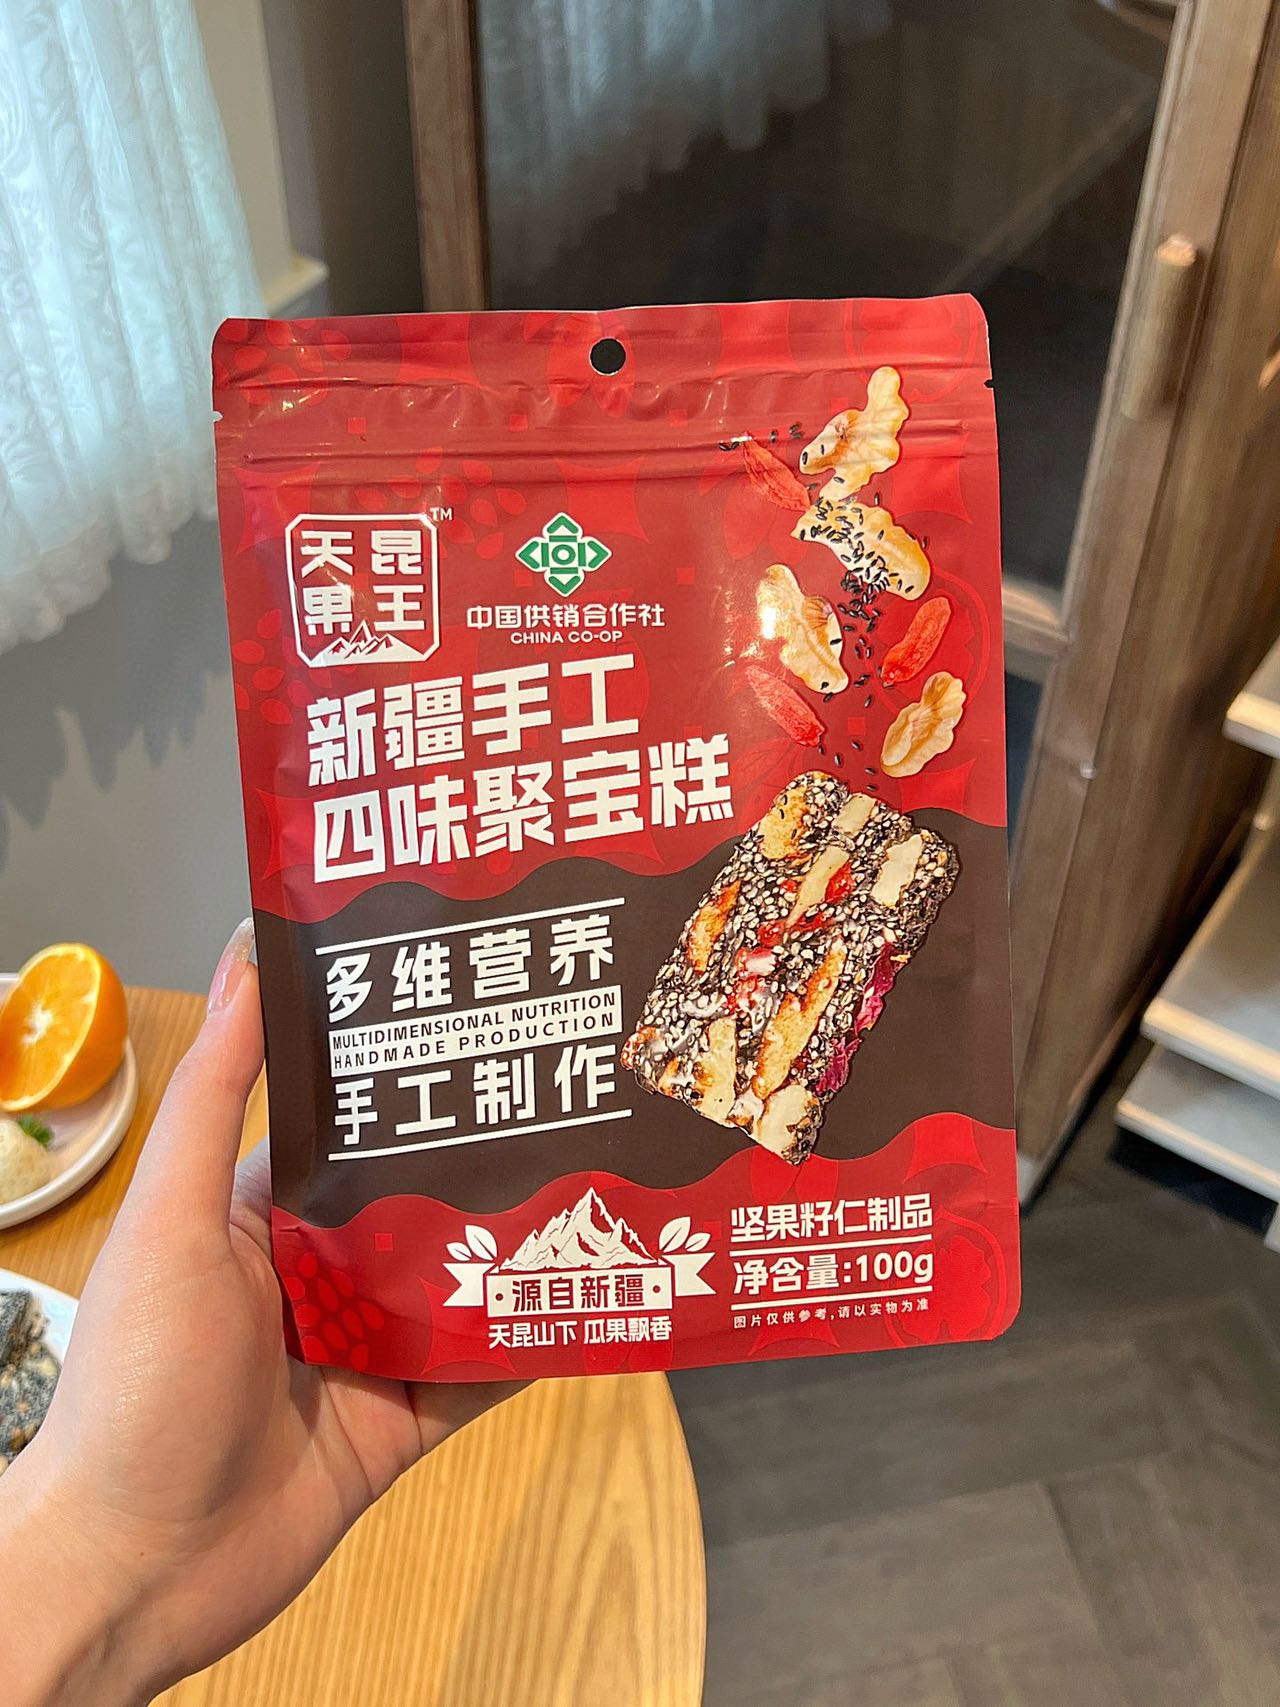 天昆
果王
TM
中国供销合作社
CHINA CO-OP
新疆手工
四味聚宝糕
多维营养
MULTIDIMENSIONAL NUTRITION
HANDMADE PRODUCTION
手工制作
·源自新疆·
天昆山下 瓜果飘香
坚果籽仁制品
净含量:100g
图片仅供参考,请以实物为准